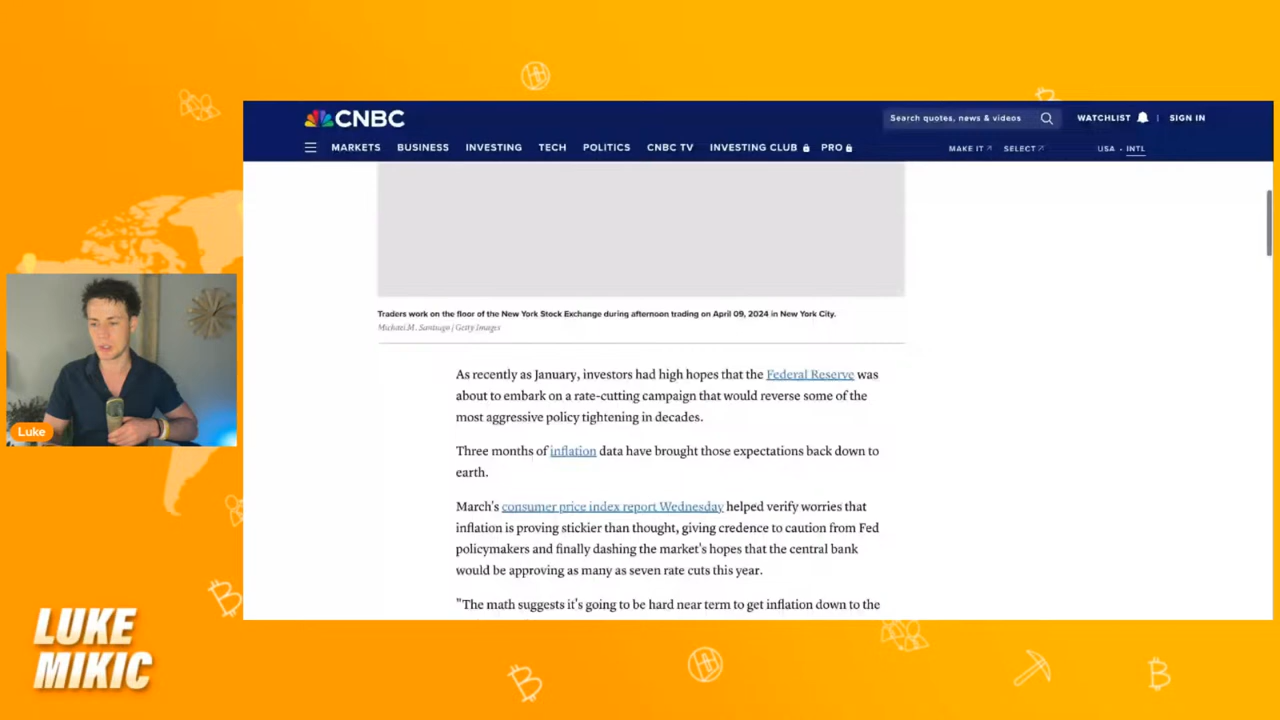 CNBC
Search quotes, news & videos
WATCHLIST | SIGN IN
MARKETS BUSINESS INVESTING TECH POLITICS CNBC TV INVESTING CLUB PRO MAKE IT SELECT USA • INTL
Traders work on the floor of the New York Stock Exchange during afternoon trading on April 09, 2024 in New York City.
Michael M. Santiago | Getty Images
As recently as January, investors had high hopes that the Federal Reserve was
about to embark on a rate-cutting campaign that would reverse some of the
most aggressive policy tightening in decades.
Three months of inflation data have brought those expectations back down to
earth.
March's consumer price index report Wednesday helped verify worries that
inflation is proving stickier than thought, giving credence to caution from Fed
policymakers and finally dashing the market's hopes that the central bank
would be approving as many as seven rate cuts this year.
"The math suggests it's going to be hard near term to get inflation down to the
Luke
LUKE
MIKIC